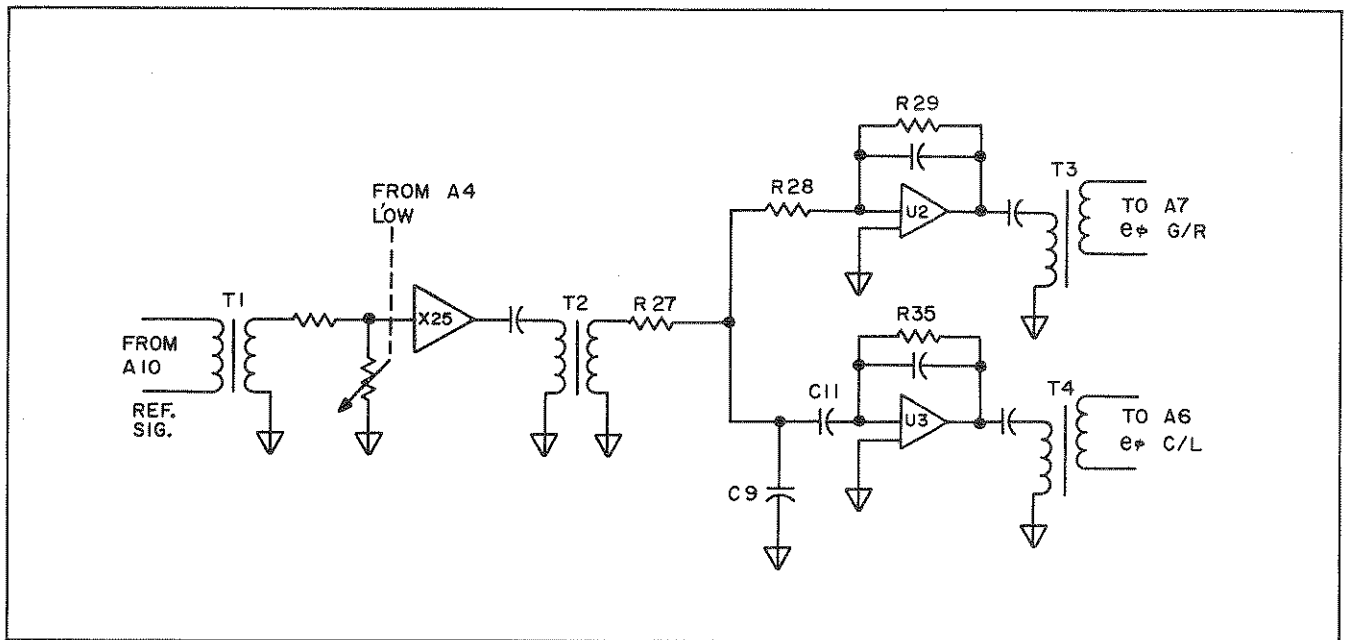 FROM A10
REF.
SIG.
T1
FROM A4
LOW
X25
T2
R27
R28
R29
U2
T3
TO A7
eφ G/R
C9
C11
R35
U3
T4
TO A6
eφ C/L